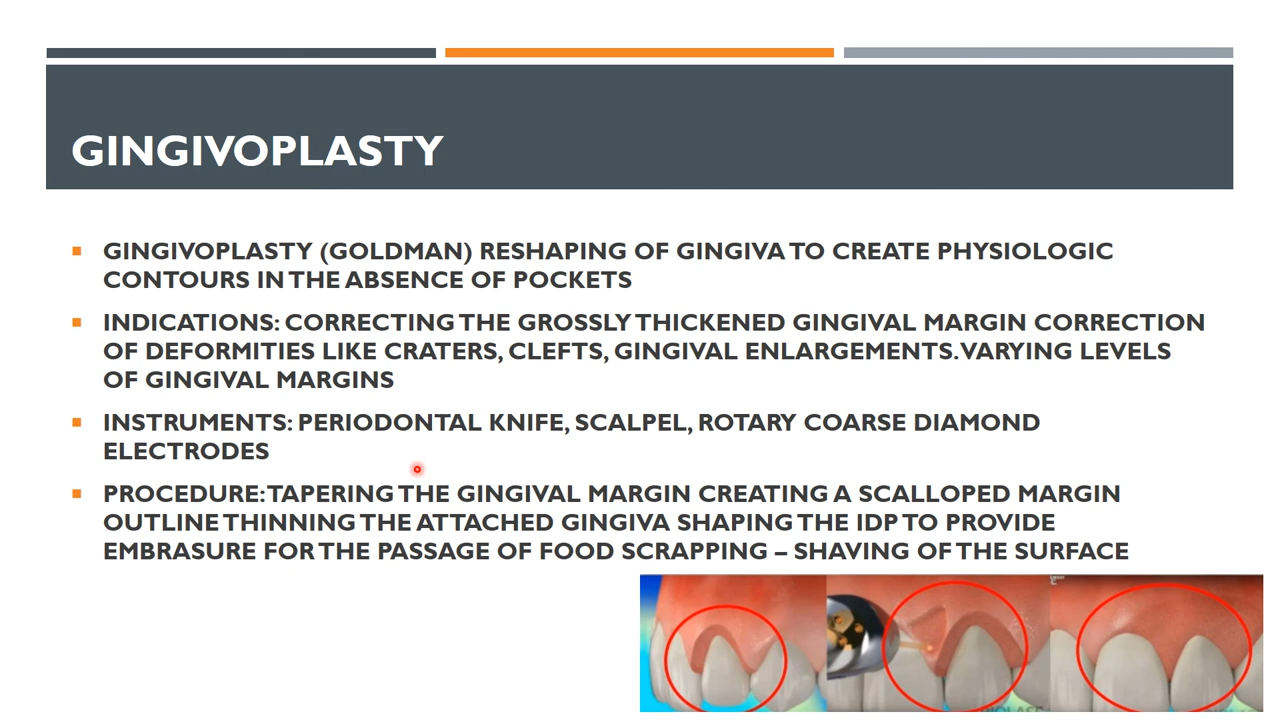 GINGIVOPLASTY
GINGIVOPLASTY (GOLDMAN) RESHAPING OF GINGIVA TO CREATE PHYSIOLOGIC
CONTOURS IN THE ABSENCE OF POCKETS
INDICATIONS: CORRECTING THE GROSSLY THICKENED GINGIVAL MARGIN CORRECTION
OF DEFORMITIES LIKE CRATERS, CLEFTS, GINGIVAL ENLARGEMENTS.VARYING LEVELS
OF GINGIVAL MARGINS
INSTRUMENTS: PERIODONTAL KNIFE, SCALPEL, ROTARY COARSE DIAMOND
ELECTRODES
PROCEDURE:TAPERING THE GINGIVAL MARGIN CREATING A SCALLOPED MARGIN
OUTLINE THINNING THE ATTACHED GINGIVA SHAPING THE IDP TO PROVIDE
EMBRASURE FOR THE PASSAGE OF FOOD SCRAPPING – SHAVING OF THE SURFACE